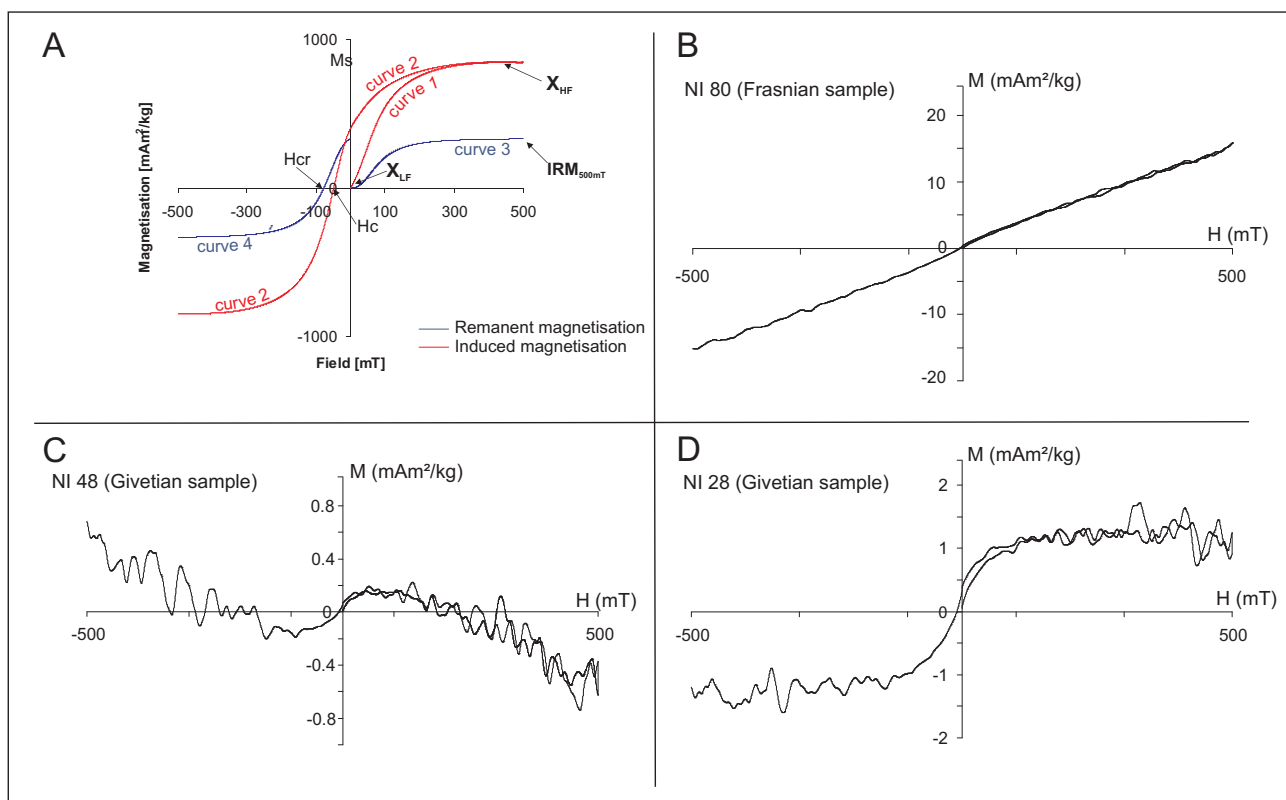 A
1000
Ms
curve 2
curve 1
X_HF
Magnetisation [mAm²/kg]
Hcr
X_LF
curve 3
IRM_500mT
0
-500 -300 -100 100 300 500
Hc
curve 4
curve 2
-1000
Remanent magnetisation
Induced magnetisation
Field [mT]
B
M (mAm²/kg)
NI 80 (Frasnian sample)
20
10
0
H (mT)
-500
500
-10
-20
C
M (mAm²/kg)
NI 48 (Givetian sample)
0.8
0.4
H (mT)
0
-500
500
-0.4
-0.8
D
M (mAm²/kg)
NI 28 (Givetian sample)
2
1
H (mT)
0
-500
500
-1
-2